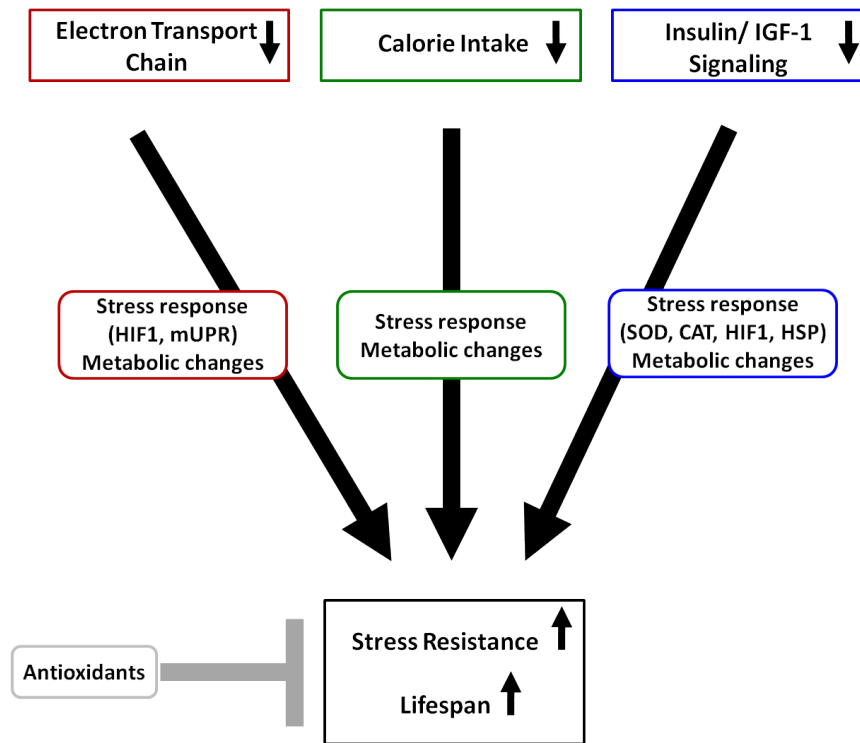 Electron Transport
Chain
Calorie Intake
Insulin/ IGF-1
Signaling
Stress response
(HIF1, mUPR)
Metabolic changes
Stress response
Metabolic changes
Stress response
(SOD, CAT, HIF1, HSP)
Metabolic changes
Stress Resistance
Lifespan
Antioxidants